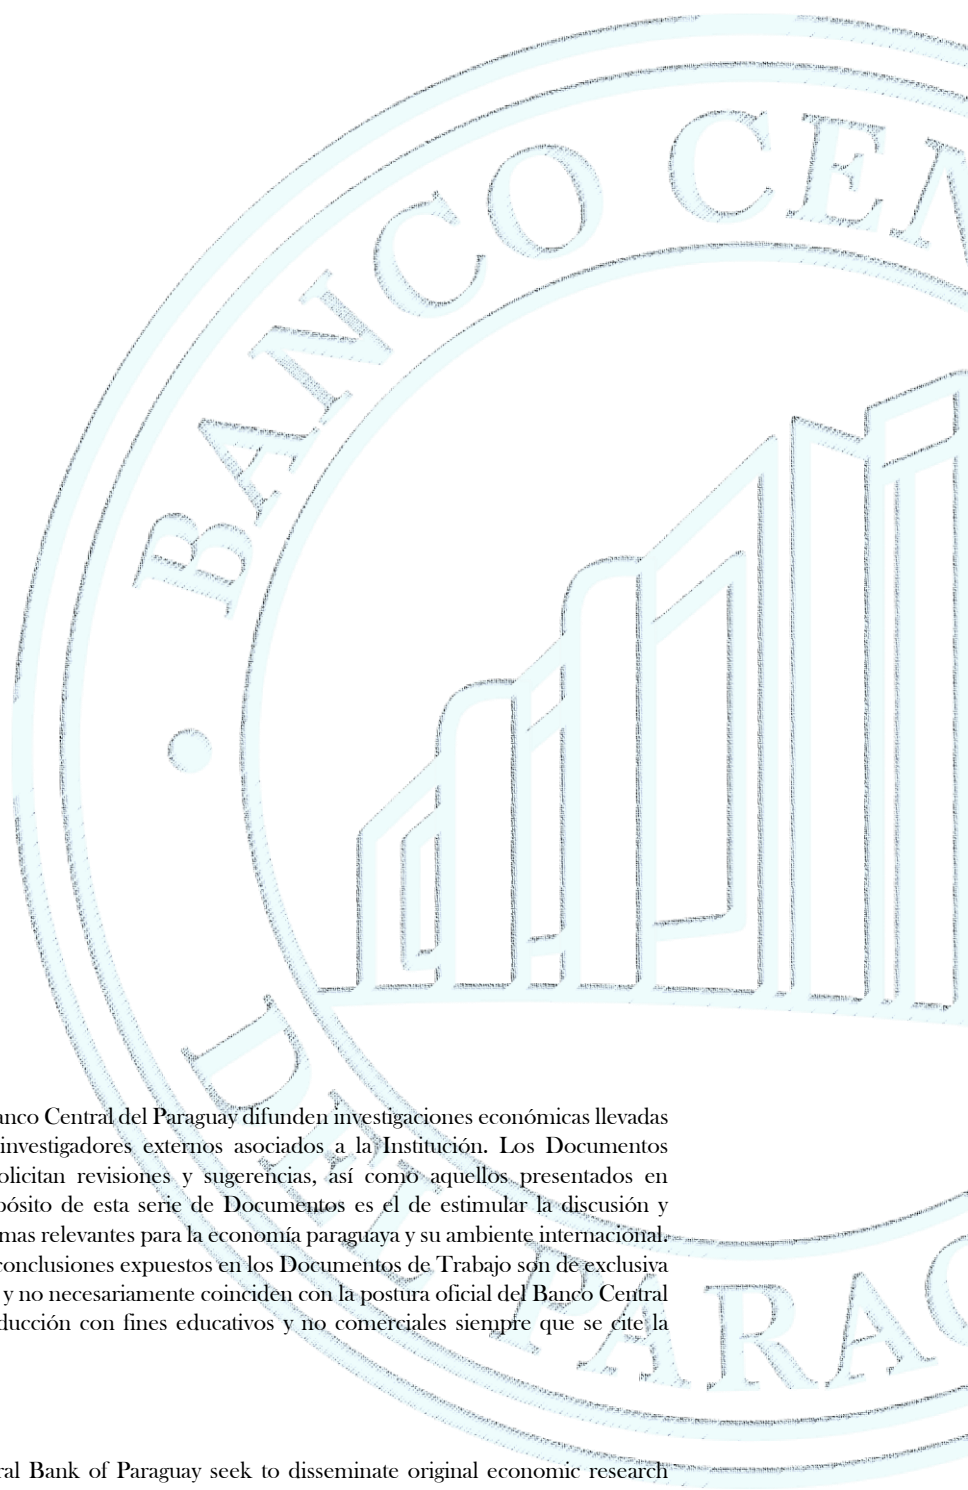 BANCO CEN
DEL PARAG
anco Central del Paraguay difunden investigaciones económicas llevadas
investigadores externos asociados a la Institución. Los Documentos
olicitan revisiones y sugerencias, así como aquellos presentados en
pósito de esta serie de Documentos es el de estimular la discusión y
mas relevantes para la economía paraguaya y su ambiente internacional.
conclusiones expuestos en los Documentos de Trabajo son de exclusiva
y no necesariamente coinciden con la postura oficial del Banco Central
ducción con fines educativos y no comerciales siempre que se cite la
ral Bank of Paraguay seek to disseminate original economic research